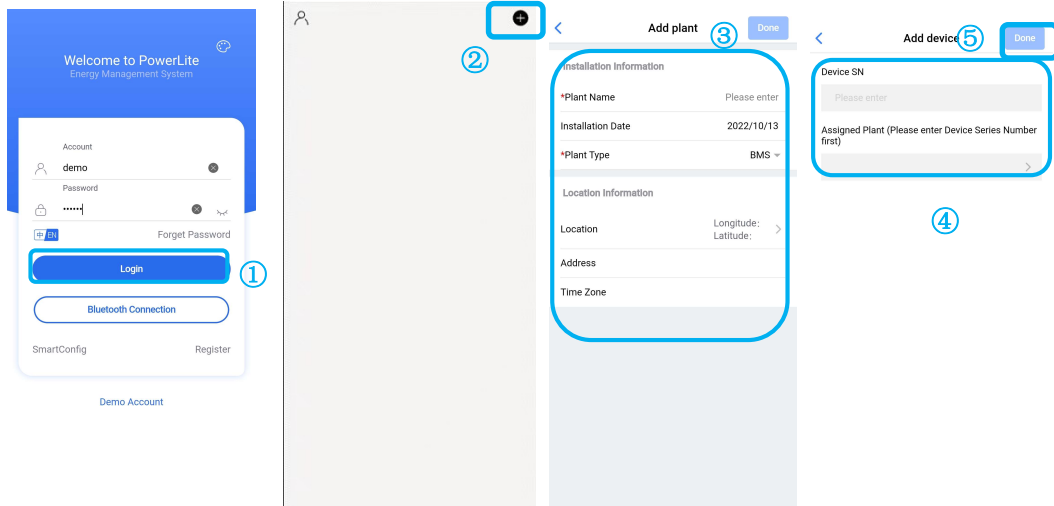 Welcome to PowerLite
Energy Management System
Account
demo
Password
••••••
中/EN
Forget Password
Login
①
Bluetooth Connection
SmartConfig
Register
Demo Account
②
Add plant
③
Done
Installation Information
*Plant Name
Please enter
Installation Date
2022/10/13
*Plant Type
BMS
Location Information
Location
Longitude:
Latitude:
Address
Time Zone
Add device
⑤
Done
Device SN
Please enter
Assigned Plant (Please enter Device Series Number
first)
④